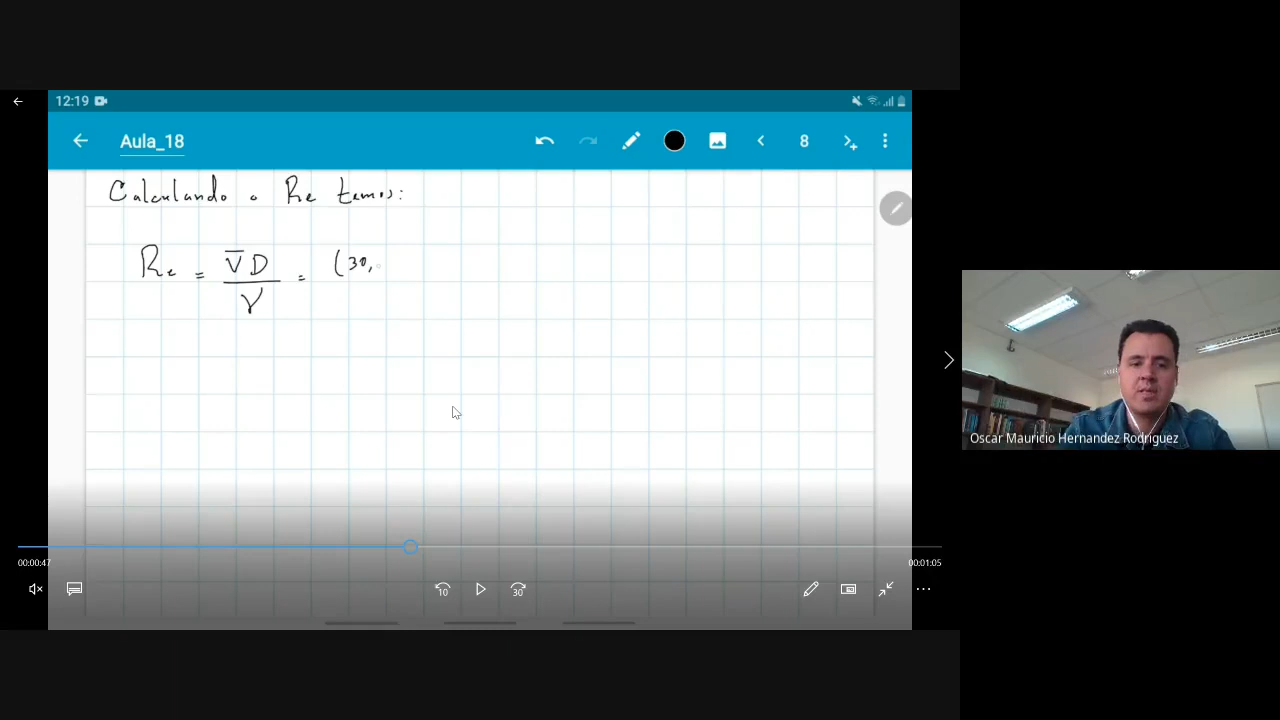 12:19
Aula_18
8
Calculando o Re temos:
Re = V̅ D / ν = (30,
Oscar Mauricio Hernandez Rodriguez
00:00:47
00:01:05
10
30